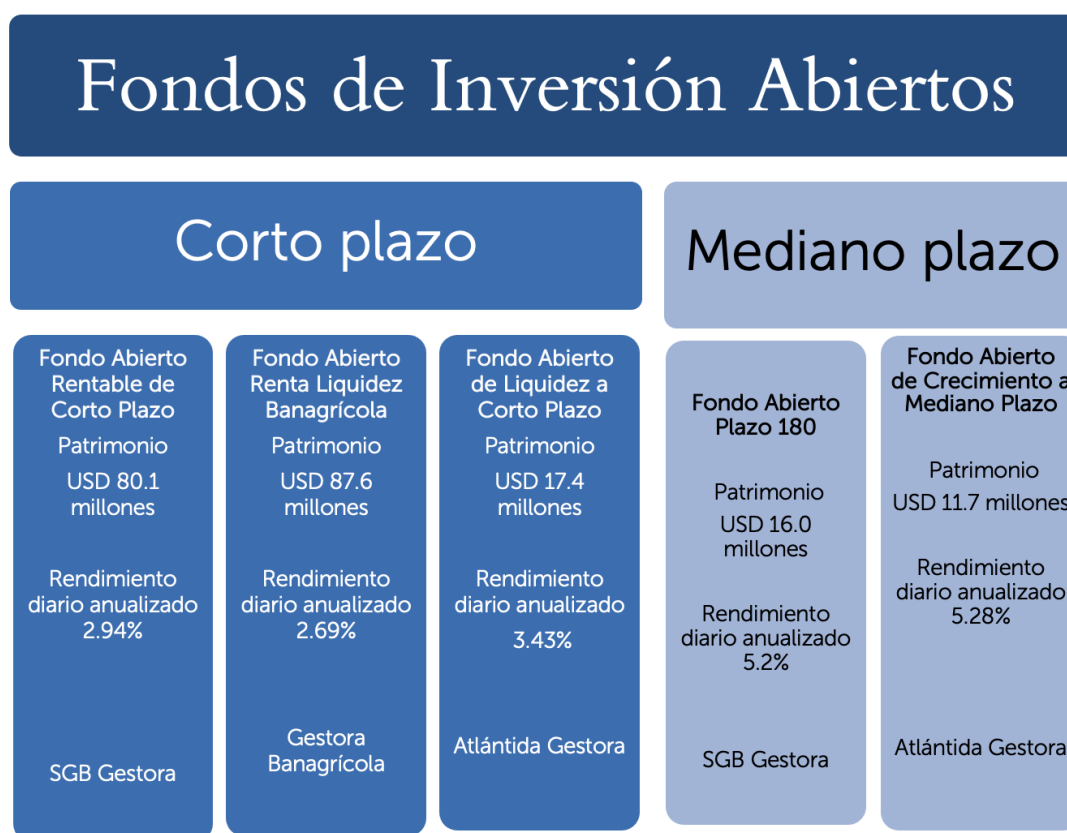 Fondos de Inversión Abiertos
Corto plazo
Fondo Abierto
Rentable de
Corto Plazo
Patrimonio
USD 80.1
millones
Rendimiento
diario anualizado
2.94%
SGB Gestora
Fondo Abierto
Renta Liquidez
Banagrícola
Patrimonio
USD 87.6
millones
Rendimiento
diario anualizado
2.69%
Gestora
Banagrícola
Fondo Abierto
de Liquidez a
Corto Plazo
Patrimonio
USD 17.4
millones
Rendimiento
diario anualizado
3.43%
Atlántida Gestora
Mediano plazo
Fondo Abierto
Plazo 180
Patrimonio
USD 16.0
millones
Rendimiento
diario anualizado
5.2%
SGB Gestora
Fondo Abierto
de Crecimiento a
Mediano Plazo
Patrimonio
USD 11.7 millones
Rendimiento
diario anualizado
5.28%
Atlántida Gestora